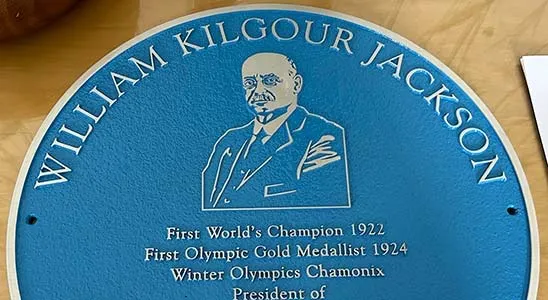 WILLIAM KILGOUR JACKSON
First World's Champion 1922
First Olympic Gold Medallist 1924
Winter Olympics Chamonix
President of